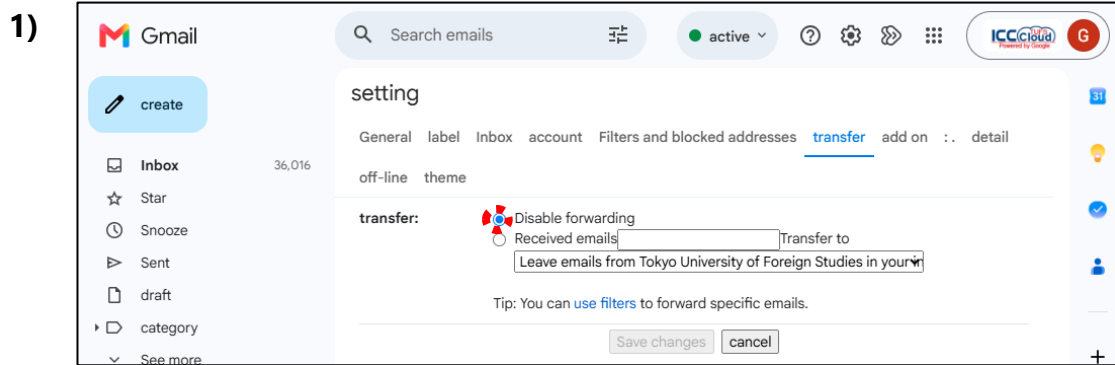 1)
Gmail
Search emails
active
ICCCloud
TUFS
Powered by Google
G
create
setting
31
General label Inbox account Filters and blocked addresses transfer add on :. detail
off-line theme
Inbox 36,016
Star
Snooze
Sent
draft
category
See more
transfer:
Disable forwarding
Received emails Transfer to
Leave emails from Tokyo University of Foreign Studies in your in
Tip: You can use filters to forward specific emails.
Save changes cancel